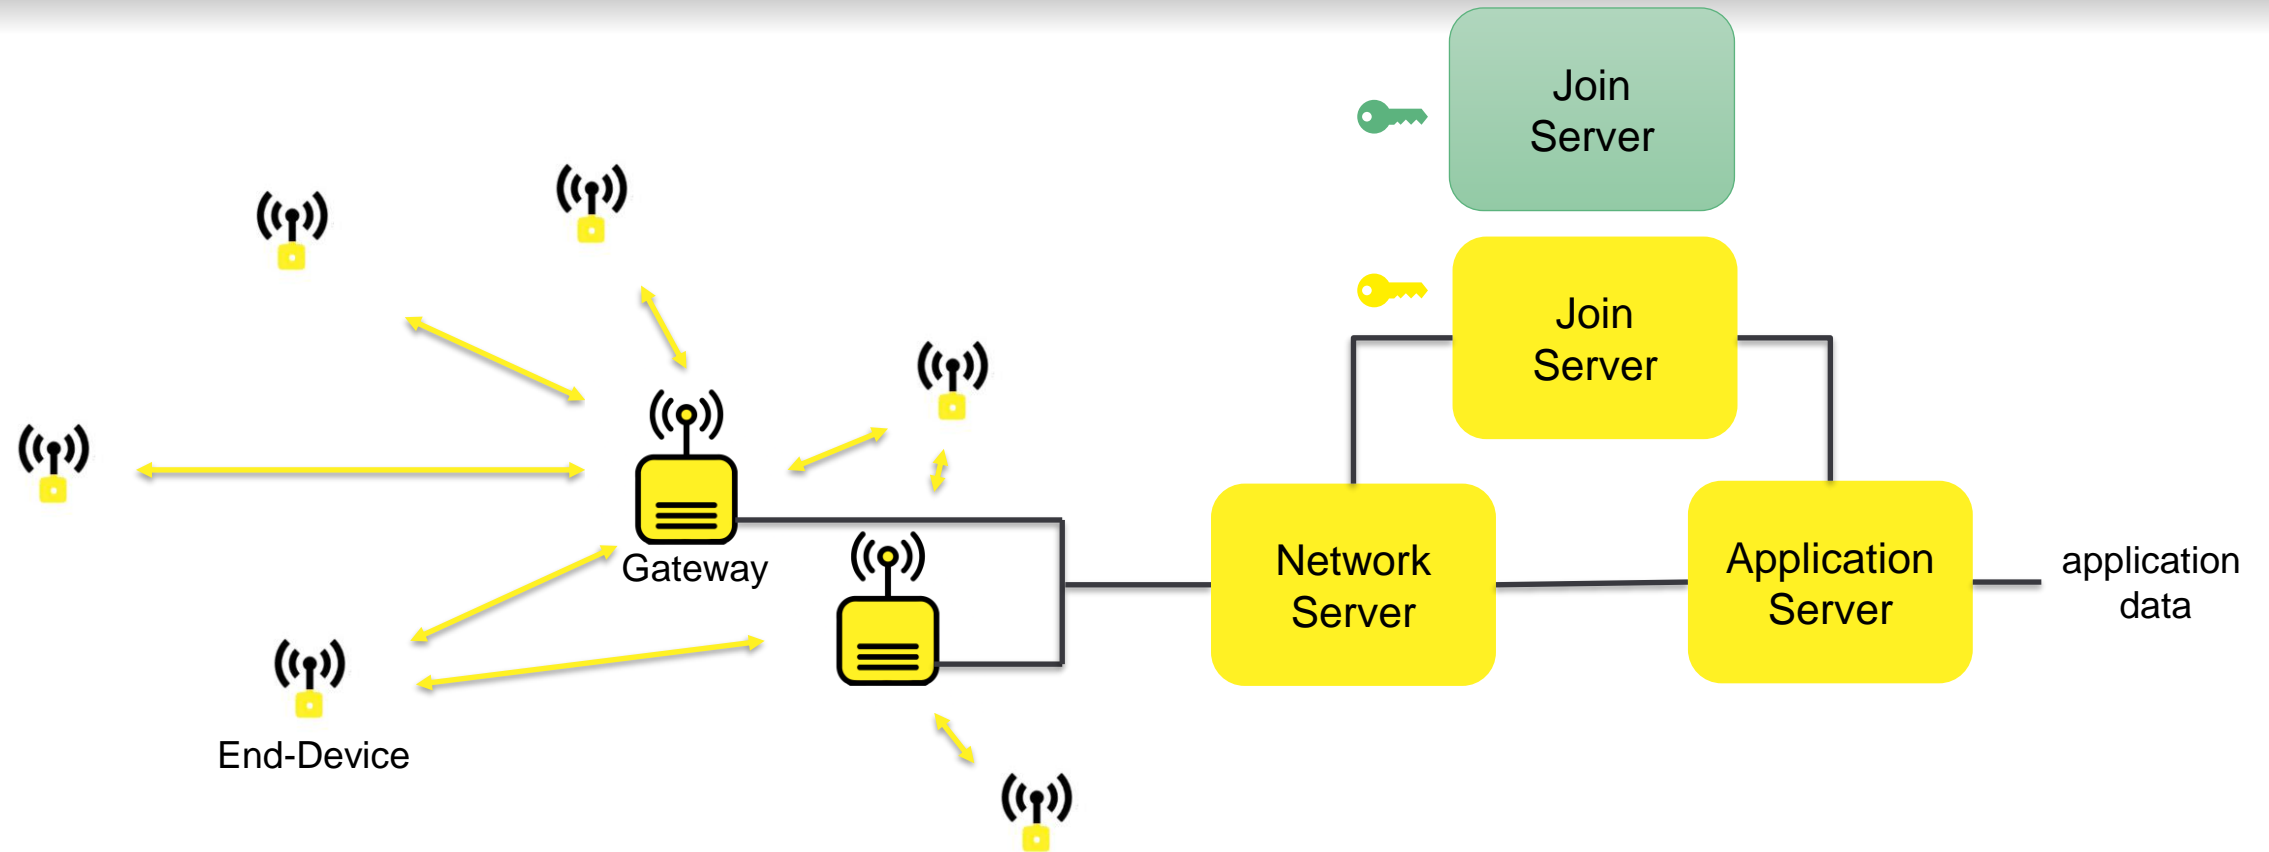 Join
Server
Join
Server
Gateway
Network
Server
Application
Server
application
data
End-Device